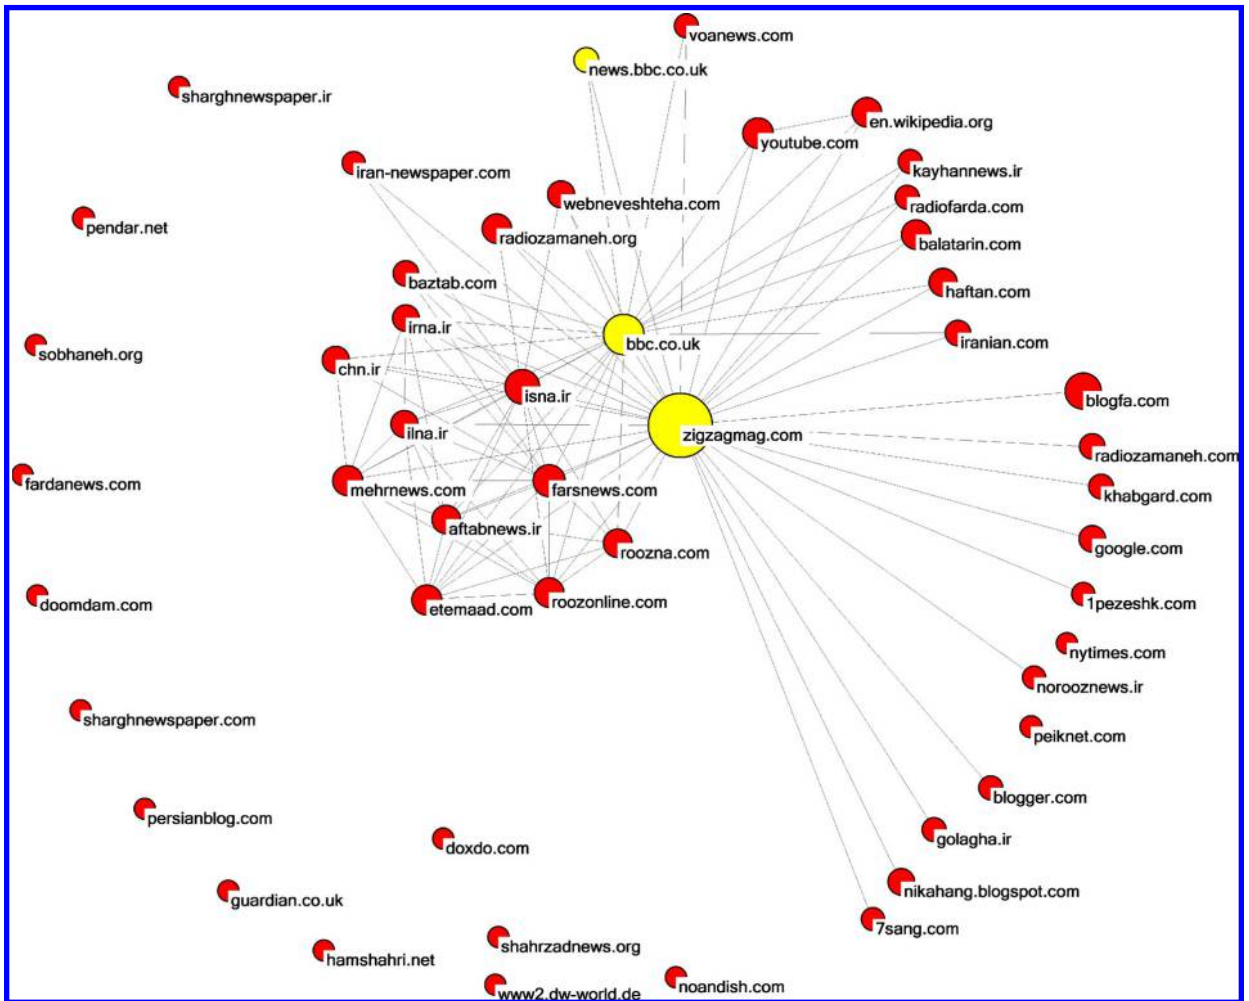 voanews.com
news.bbc.co.uk
sharghnewspaper.ir
en.wikipedia.org
youtube.com
iran-newspaper.com
kayhannews.ir
webneveshteha.com
radiofarda.com
pendar.net
radiozamaneh.org
balatarin.com
baztab.com
haftan.com
irna.ir
bbc.co.uk
iranian.com
sobhaneh.org
chn.ir
isna.ir
blogfa.com
ilna.ir
zigzagmag.com
radiozamaneh.com
fardanews.com
mehrnews.com
farsnews.com
khabgard.com
aftabnews.ir
google.com
roozna.com
doomdam.com
etemaad.com
roozonline.com
1pezeshk.com
nytimes.com
norooznews.ir
sharghnewspaper.com
peiknet.com
blogger.com
persianblog.com
golagha.ir
doxdo.com
nikahang.blogspot.com
guardian.co.uk
7sang.com
shahrzadnews.org
hamshahri.net
noandish.com
www2.dw-world.de